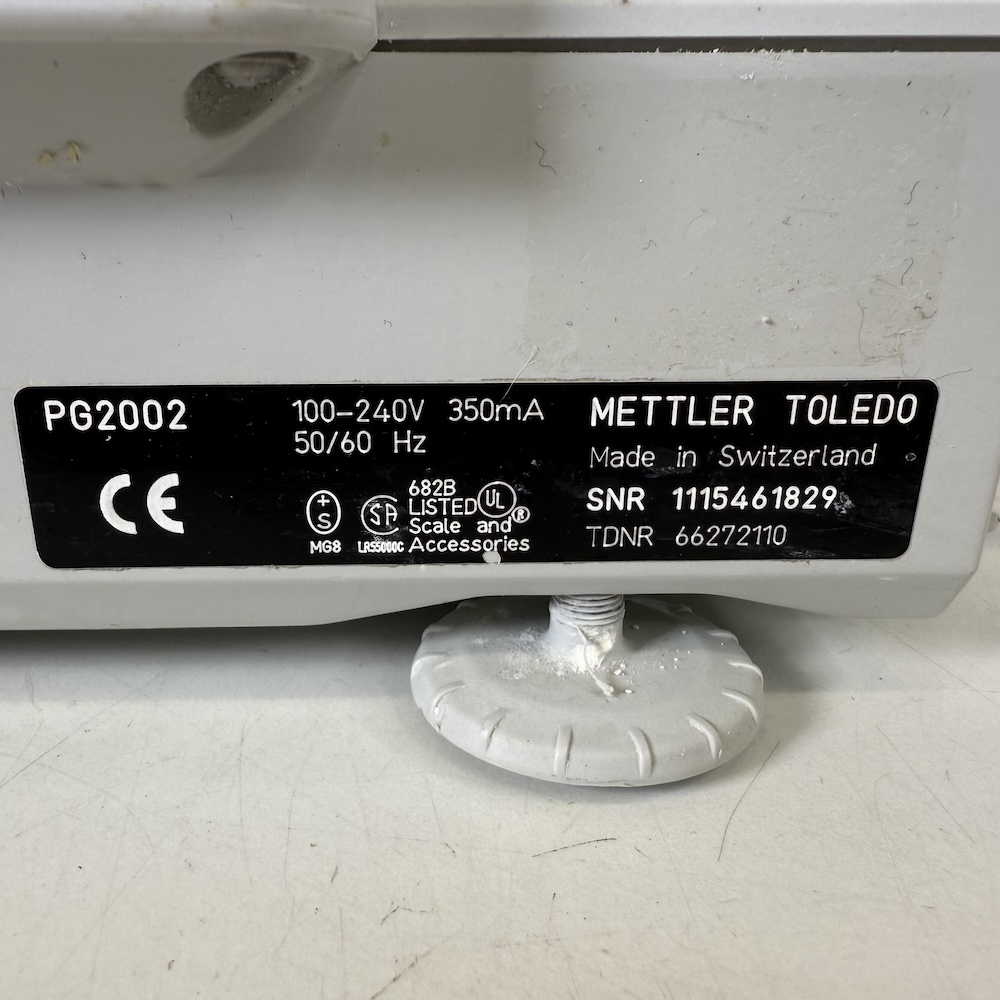 PG2002
100-240V 350mA
50/60 Hz
CE
+S
MG8
SA
LR55000C
682B
LISTED
UL
®
Scale and
Accessories
METTLER TOLEDO
Made in Switzerland
SNR 1115461829
TDNR 66272110